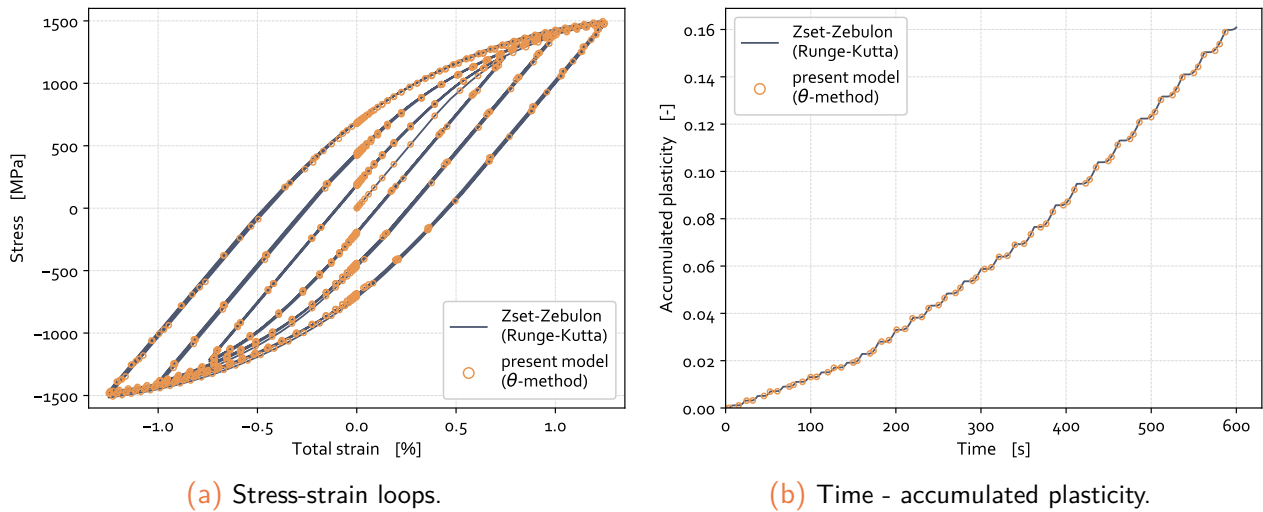 1500
1000
500
0
−500
−1000
−1500
Stress [MPa]
−1.0
−0.5
0.0
0.5
1.0
Total strain [%]
Zset-Zebulon
(Runge-Kutta)
present model
(θ-method)
(a) Stress-strain loops.
0.16
0.14
0.12
0.10
0.08
0.06
0.04
0.02
0.00
Accumulated plasticity [-]
0
100
200
300
400
500
600
Time [s]
Zset-Zebulon
(Runge-Kutta)
present model
(θ-method)
(b) Time - accumulated plasticity.